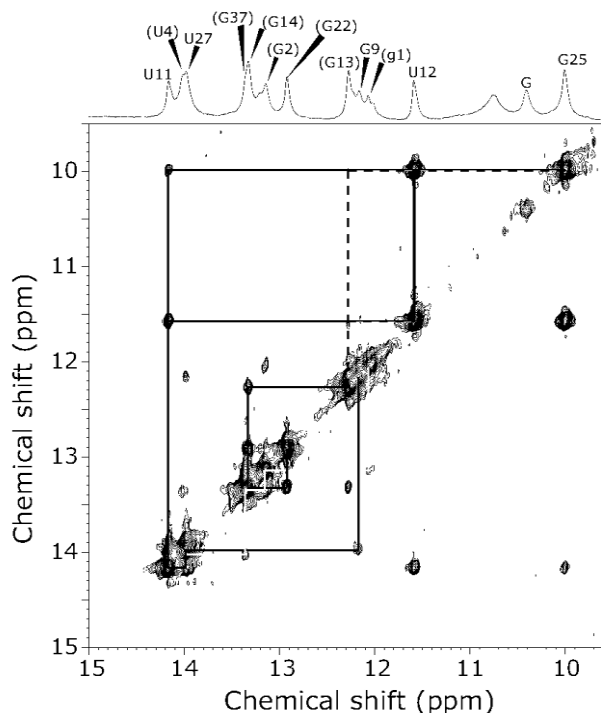 (G37)
(G14)
(U4)
U27
(G2)
(G22)
(G13)
G9
(g1)
U11
U12
G
G25
10
11
12
13
14
15
Chemical shift (ppm)
15 14 13 12 11 10
Chemical shift (ppm)